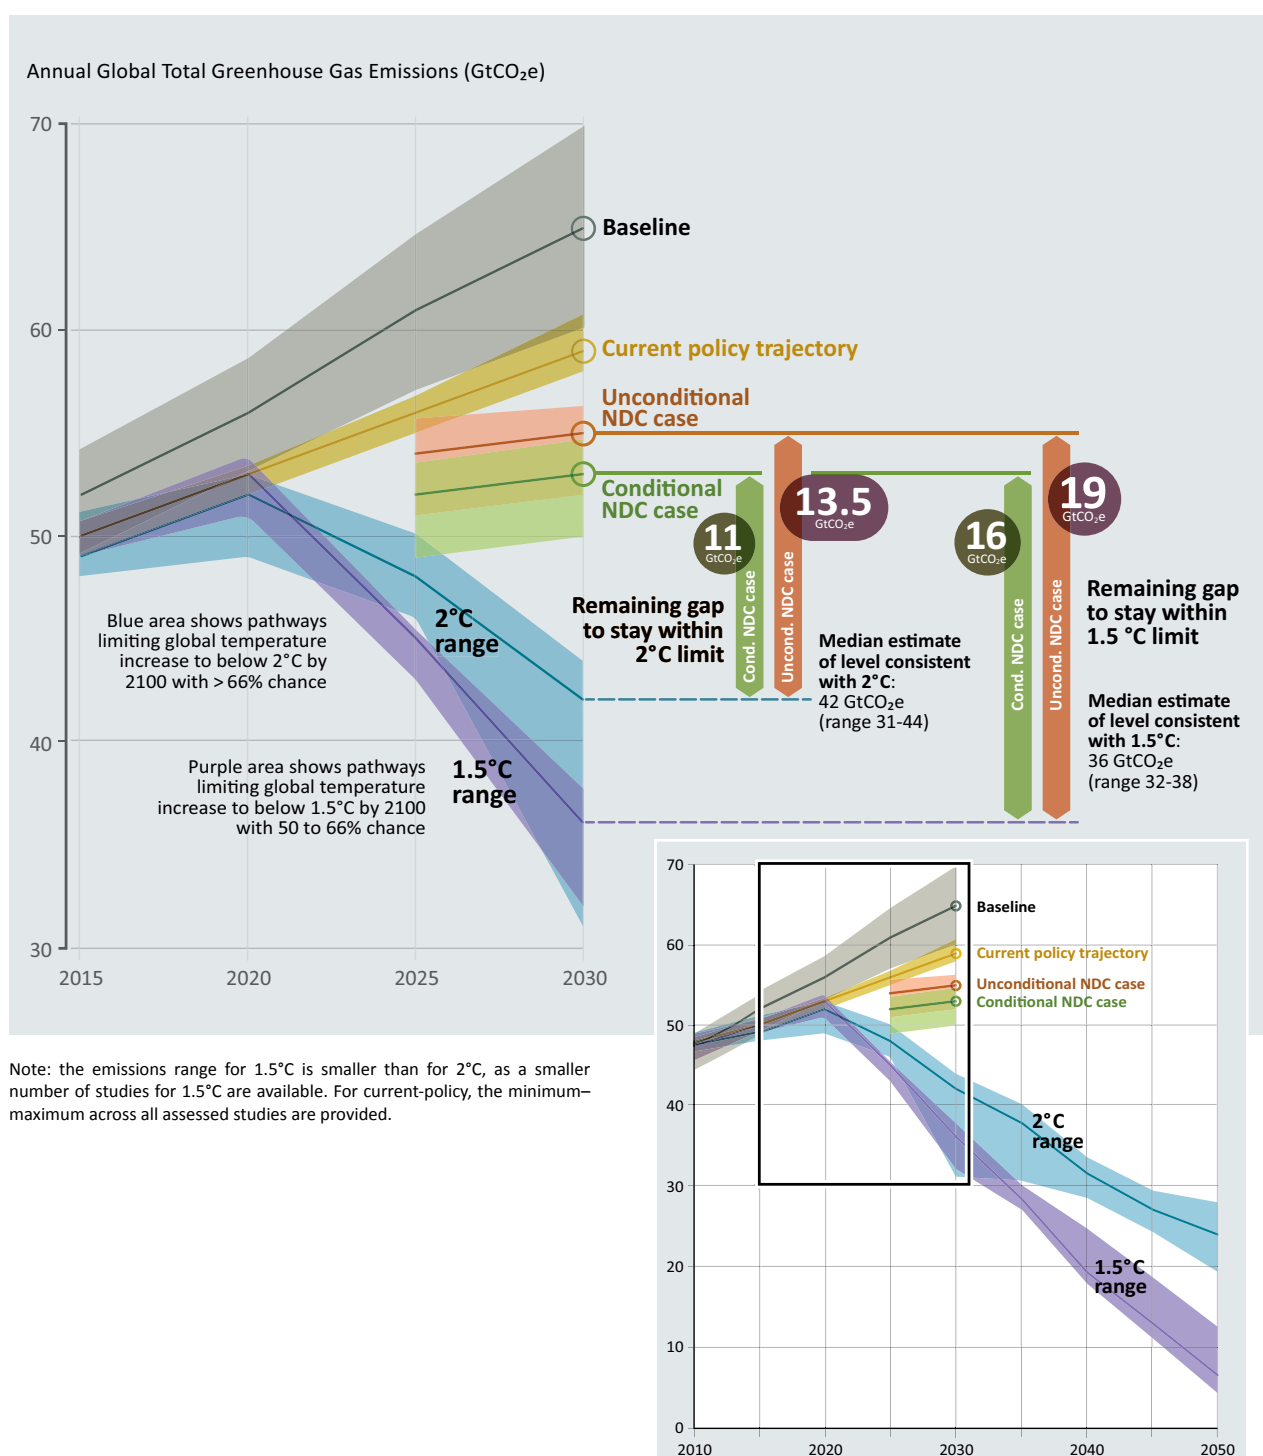 Annual Global Total Greenhouse Gas Emissions (GtCO₂e)
70
60
50
40
30
2015
2020
2025
2030
Baseline
Current policy trajectory
Unconditional
NDC case
Conditional
NDC case
2°C
range
1.5°C
range
Blue area shows pathways
limiting global temperature
increase to below 2°C by
2100 with > 66% chance
Purple area shows pathways
limiting global temperature
increase to below 1.5°C by 2100
with 50 to 66% chance
11
GtCO₂e
13.5
GtCO₂e
Cond. NDC case
Uncond. NDC case
Remaining gap
to stay within
2°C limit
Median estimate
of level consistent
with 2°C:
42 GtCO₂e
(range 31-44)
16
GtCO₂e
19
GtCO₂e
Cond. NDC case
Uncond. NDC case
Remaining gap
to stay within
1.5 °C limit
Median estimate
of level consistent
with 1.5°C:
36 GtCO₂e
(range 32-38)
70
60
50
40
30
20
10
0
2010
2020
2030
2040
2050
Baseline
Current policy trajectory
Unconditional NDC case
Conditional NDC case
2°C
range
1.5°C
range
Note: the emissions range for 1.5°C is smaller than for 2°C, as a smaller
number of studies for 1.5°C are available. For current-policy, the minimum–
maximum across all assessed studies are provided.